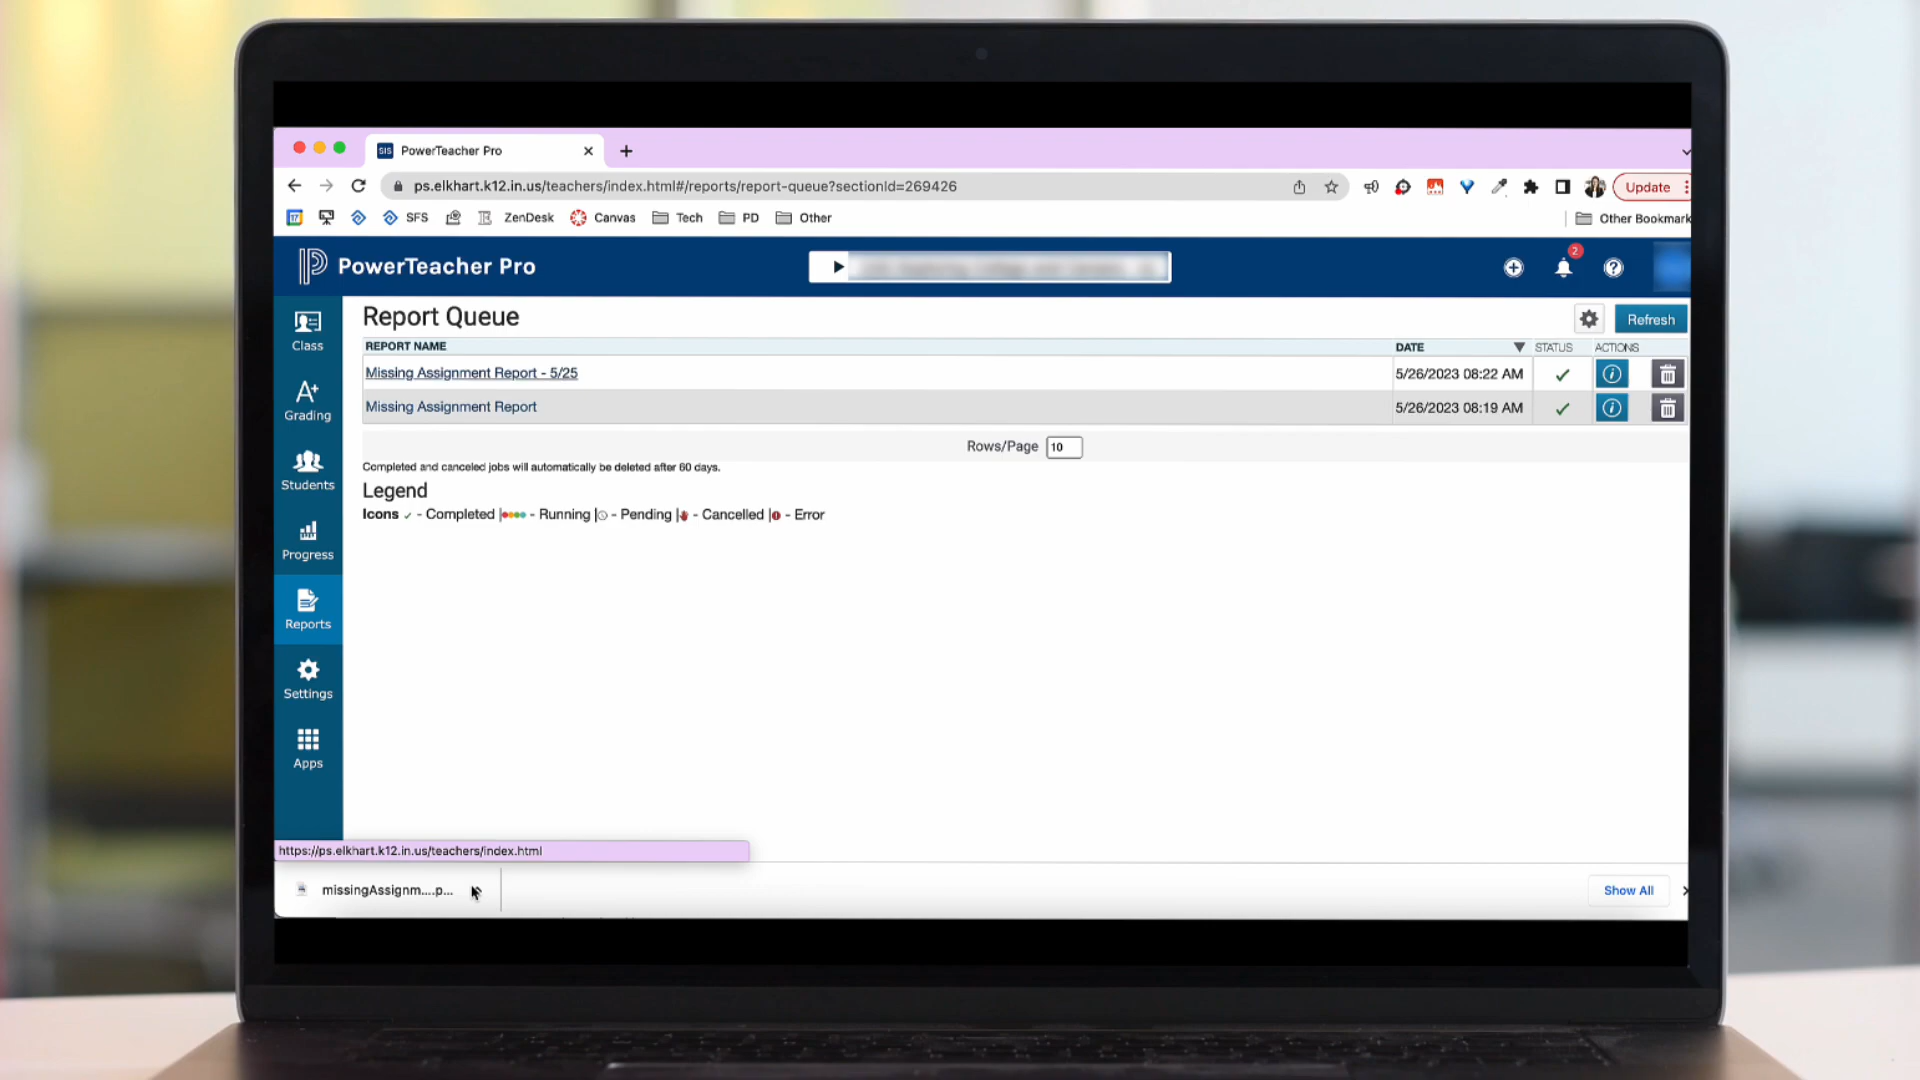 SIS PowerTeacher Pro
ps.elkhart.k12.in.us/teachers/index.html#/reports/report-queue?sectionId=269426
Update
17 SFS ZenDesk Canvas Tech PD Other Other Bookmark
PowerTeacher Pro
2
Class
Grading
Students
Progress
Reports
Settings
Apps
Report Queue
Refresh
REPORT NAME DATE STATUS ACTIONS
Missing Assignment Report - 5/25 5/26/2023 08:22 AM
Missing Assignment Report 5/26/2023 08:19 AM
Rows/Page 10
Completed and canceled jobs will automatically be deleted after 60 days.
Legend
Icons ✓ - Completed | - Running | - Pending | - Cancelled | - Error
https://ps.elkhart.k12.in.us/teachers/index.html
missingAssignm....p... Show All